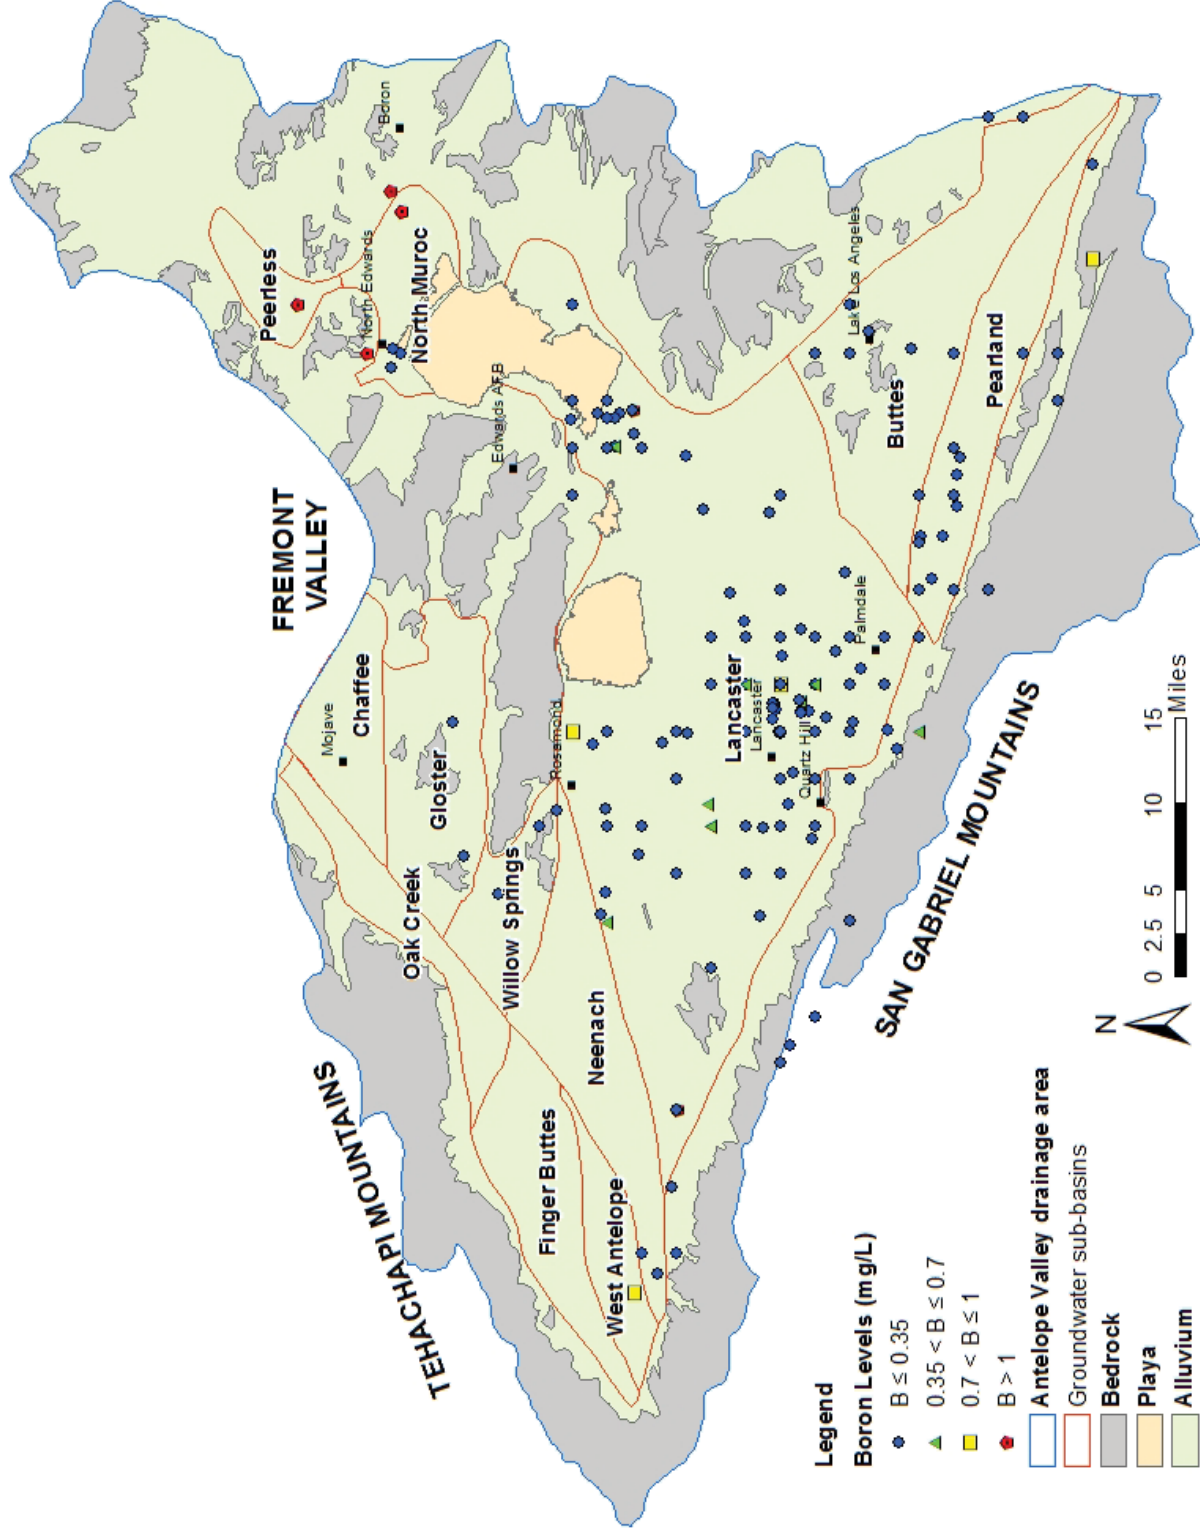 TEHACHAPI MOUNTAINS
FREMONT
VALLEY
SAN GABRIEL MOUNTAINS
Finger Buttes
West Antelope
Neenach
Oak Creek
Willow Springs
Gloster
Chaffee
Mojave
Rosamond
Lancaster
Lancaster
Quartz Hill
Palmdale
Edwards AFB
Peerless
North Edwards
North Muroc
Boron
Lake Los Angeles
Buttes
Pearland
Legend
Boron Levels (mg/L)
B ≤ 0.35
0.35 < B ≤ 0.7
0.7 < B ≤ 1
B > 1
Antelope Valley drainage area
Groundwater sub-basins
Bedrock
Playa
Alluvium
N
0 2.5 5 10 15
Miles